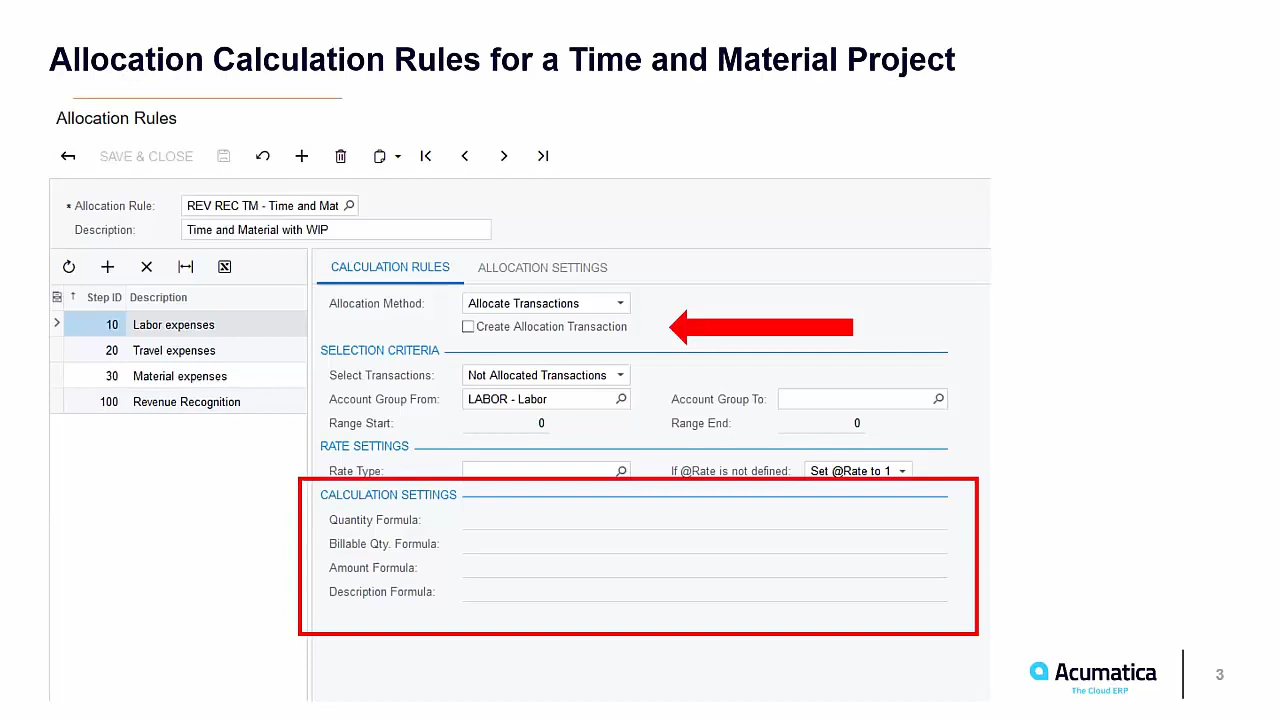 Allocation Calculation Rules for a Time and Material Project
Allocation Rules
SAVE & CLOSE
* Allocation Rule: REV REC TM - Time and Mat
Description: Time and Material with WIP
CALCULATION RULES ALLOCATION SETTINGS
Step ID Description
10 Labor expenses
20 Travel expenses
30 Material expenses
100 Revenue Recognition
Allocation Method: Allocate Transactions
Create Allocation Transaction
SELECTION CRITERIA
Select Transactions: Not Allocated Transactions
Account Group From: LABOR - Labor Account Group To:
Range Start: 0 Range End: 0
RATE SETTINGS
Rate Type: If @Rate is not defined: Set @Rate to 1
CALCULATION SETTINGS
Quantity Formula:
Billable Qty. Formula:
Amount Formula:
Description Formula:
Acumatica
The Cloud ERP
3